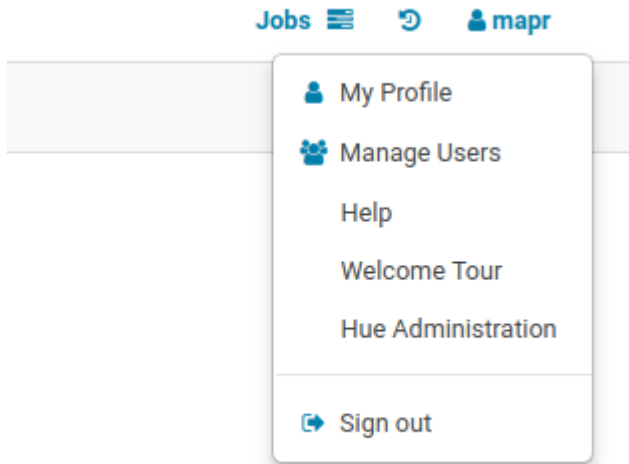 Jobs mapr
My Profile
Manage Users
Help
Welcome Tour
Hue Administration
Sign out